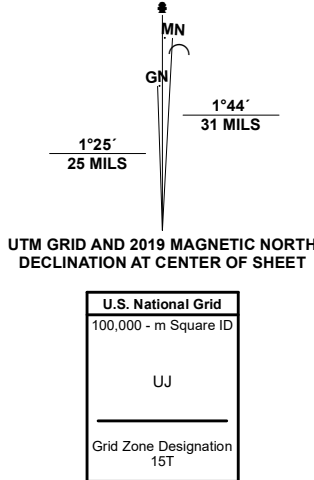 MN
GN
1°44´
31 MILS
1°25´
25 MILS
UTM GRID AND 2019 MAGNETIC NORTH
DECLINATION AT CENTER OF SHEET
U.S. National Grid
100,000 - m Square ID
UJ
Grid Zone Designation
15T